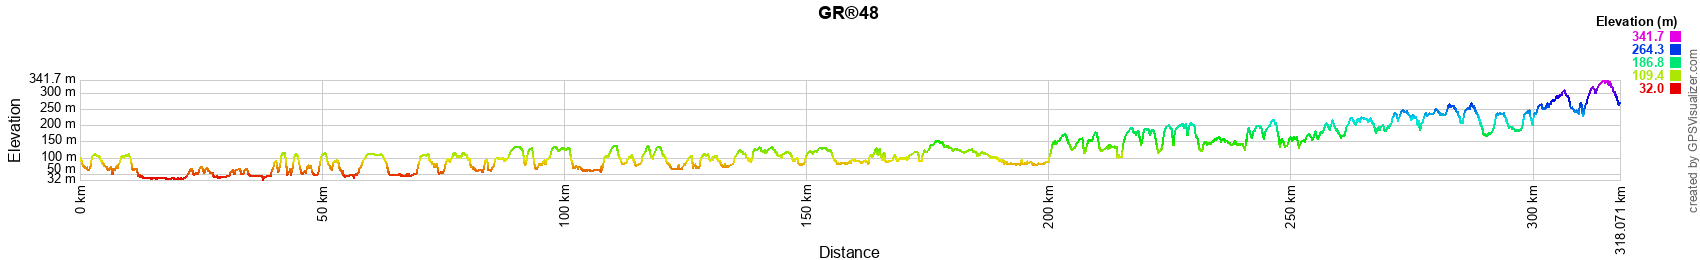 GR®48
Elevation (m)
341.7
264.3
186.8
109.4
32.0
341.7 m
300 m
250 m
200 m
150 m
100 m
50 m
32 m
Elevation
0 km
50 km
100 km
150 km
200 km
250 km
300 km
318.071 km
Distance
created by GPSVisualizer.com